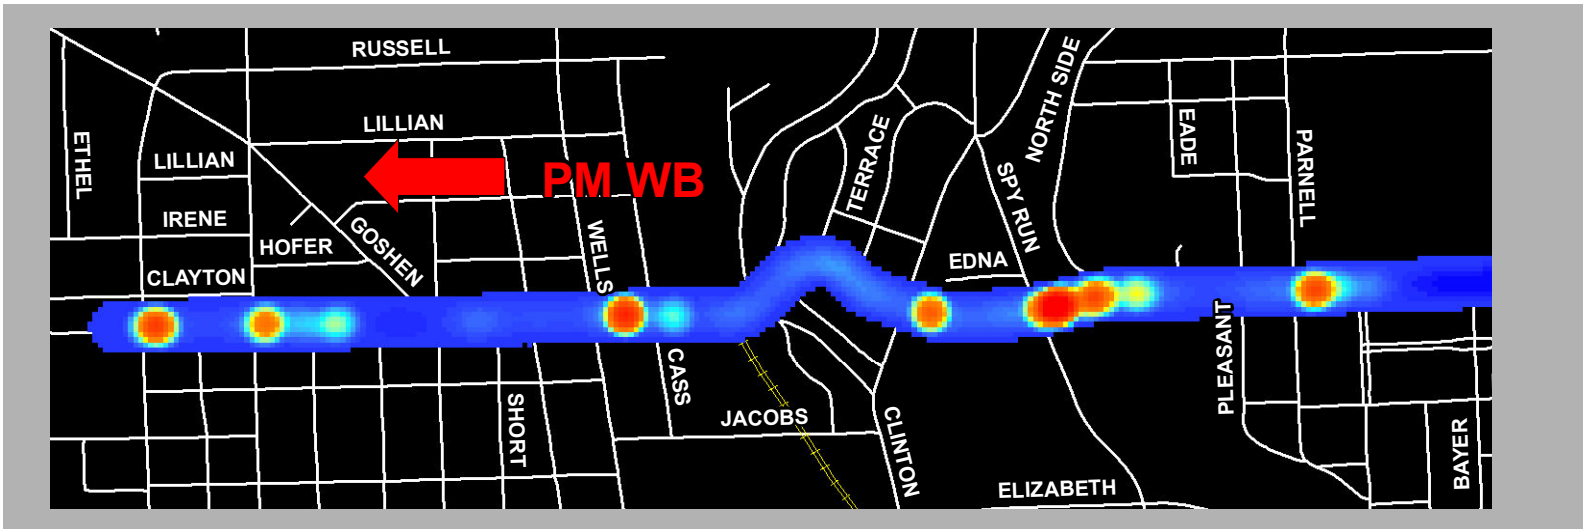 RUSSELL
NORTH SIDE
LILLIAN
EADE
ETHEL
LILLIAN
PARNELL
TERRACE
PM WB
SPY RUN
IRENE
GOSHEN
HOFER
WELLS
EDNA
CLAYTON
PLEASANT
CASS
SHORT
JACOBS
CLINTON
BAYER
ELIZABETH